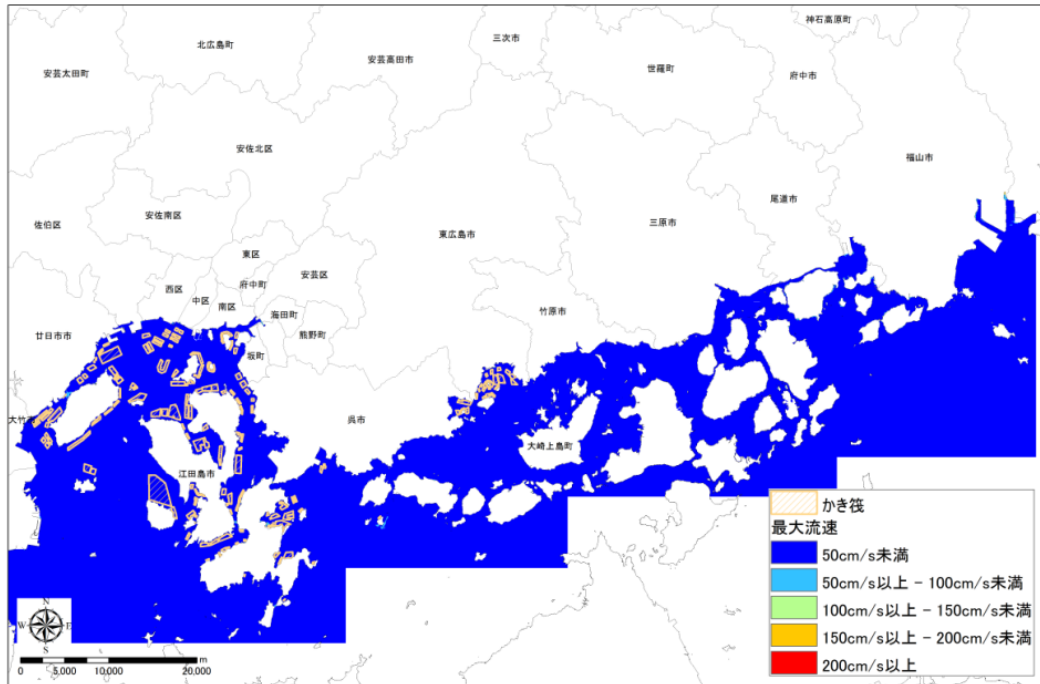 神石高原町
三次市
北広島町
安芸高田市
世羅町
安芸太田町
府中市
安佐北区
福山市
尾道市
安佐南区
佐伯区
三原市
東広島市
東区
安芸区
府中町
西区
中区
南区
海田町
竹原市
廿日市市
熊野町
坂町
大竹
呉市
大崎上島町
江田島市
かき筏
最大流速
50cm/s未満
50cm/s以上 - 100cm/s未満
100cm/s以上 - 150cm/s未満
150cm/s以上 - 200cm/s未満
200cm/s以上
N
W E
S
0 5,000 10,000 20,000 m